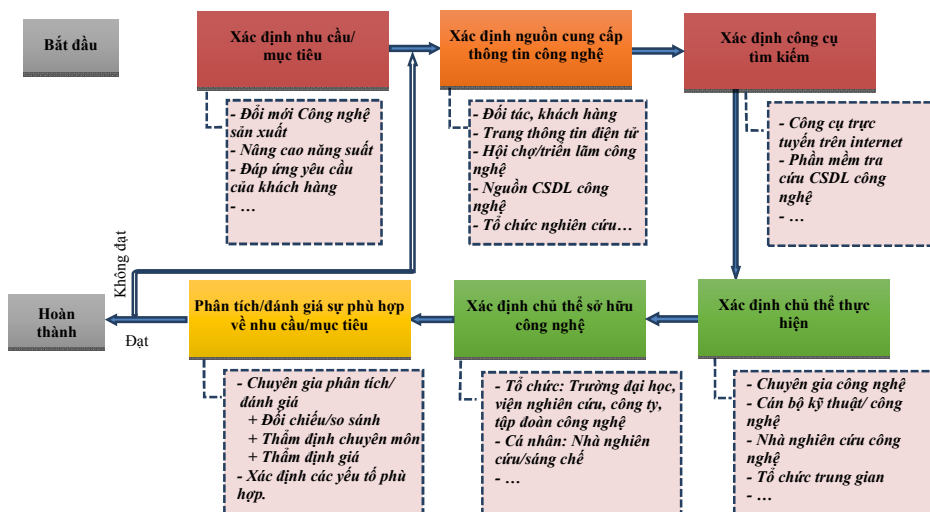 Bắt đầu
Xác định nhu cầu/
mục tiêu
- Đổi mới Công nghệ
sản xuất
- Nâng cao năng suất
- Đáp ứng yêu cầu
của khách hàng
- …
Xác định nguồn cung cấp
thông tin công nghệ
- Đối tác, khách hàng
- Trang thông tin điện tử
- Hội chợ/triển lãm công
nghệ
- Nguồn CSDL công
nghệ
- Tổ chức nghiên cứu…
Xác định công cụ
tìm kiếm
- Công cụ trực
tuyến trên internet
- Phần mềm tra
cứu CSDL công
nghệ
- …
Xác định chủ thể thực
hiện
- Chuyên gia công nghệ
- Cán bộ kỹ thuật/ công
nghệ
- Nhà nghiên cứu công
nghệ
- Tổ chức trung gian
- …
Xác định chủ thể sở hữu
công nghệ
- Tổ chức: Trường đại học,
viện nghiên cứu, công ty,
tập đoàn công nghệ
- Cá nhân: Nhà nghiên
cứu/sáng chế
- …
Phân tích/đánh giá sự phù hợp
về nhu cầu/mục tiêu
- Chuyên gia phân tích/
đánh giá
+ Đối chiếu/so sánh
+ Thẩm định chuyên môn
+ Thẩm định giá
- Xác định các yếu tố phù
hợp.
Không đạt
Đạt
Hoàn
thành